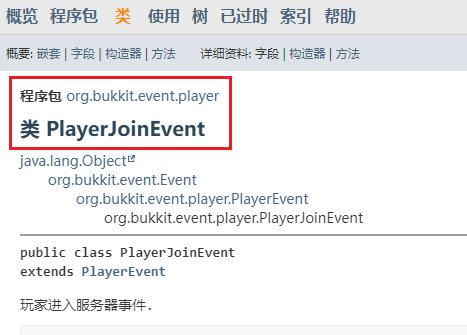 概览 程序包 类 使用 树 已过时 索引 帮助
概要: 嵌套 | 字段 | 构造器 | 方法 详细资料: 字段 | 构造器 | 方法
程序包 org.bukkit.event.player
类 PlayerJoinEvent
java.lang.Object
org.bukkit.event.Event
org.bukkit.event.player.PlayerEvent
org.bukkit.event.player.PlayerJoinEvent
public class PlayerJoinEvent
extends PlayerEvent
玩家进入服务器事件.